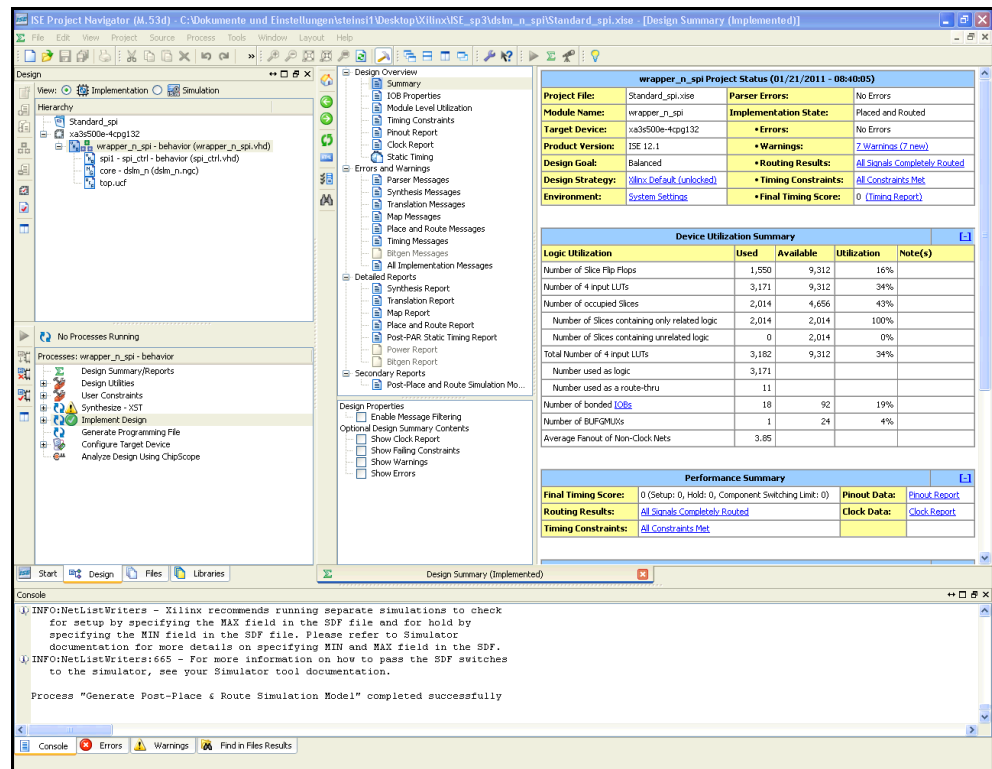 ISE Project Navigator (M.53d) - C:\Dokumente und Einstellungen\steinsi1\Desktop\Xilinx\ISE_sp3\dslm_n_spi\Standard_spi.xise - [Design Summary (Implemented)]
File Edit View Project Source Process Tools Window Layout Help
Design
View: Implementation Simulation
Hierarchy
Standard_spi
xa3s500e-4cpg132
wrapper_n_spi - behavior (wrapper_n_spi.vhd)
spi1 - spi_ctrl - behavior (spi_ctrl.vhd)
core - dslm_n (dslm_n.ngc)
top.ucf
No Processes Running
Processes: wrapper_n_spi - behavior
Design Summary/Reports
Design Utilities
User Constraints
Synthesize - XST
Implement Design
Generate Programming File
Configure Target Device
Analyze Design Using ChipScope
Start Design Files Libraries
Design Overview
Summary
IOB Properties
Module Level Utilization
Timing Constraints
Pinout Report
Clock Report
Static Timing
Errors and Warnings
Parser Messages
Synthesis Messages
Translation Messages
Map Messages
Place and Route Messages
Timing Messages
Bitgen Messages
All Implementation Messages
Detailed Reports
Synthesis Report
Translation Report
Map Report
Place and Route Report
Post-PAR Static Timing Report
Power Report
Bitgen Report
Secondary Reports
Post-Place and Route Simulation Mo...
Design Properties
Enable Message Filtering
Optional Design Summary Contents
Show Clock Report
Show Failing Constraints
Show Warnings
Show Errors
wrapper_n_spi Project Status (01/21/2011 - 08:40:05)
Project File: Standard_spi.xise Parser Errors: No Errors
Module Name: wrapper_n_spi Implementation State: Placed and Routed
Target Device: xa3s500e-4cpg132 •Errors: No Errors
Product Version: ISE 12.1 •Warnings: 7 Warnings (7 new)
Design Goal: Balanced •Routing Results: All Signals Completely Routed
Design Strategy: Xilinx Default (unlocked) •Timing Constraints: All Constraints Met
Environment: System Settings •Final Timing Score: 0 (Timing Report)
Device Utilization Summary [-]
Logic Utilization Used Available Utilization Note(s)
Number of Slice Flip Flops 1,550 9,312 16%
Number of 4 input LUTs 3,171 9,312 34%
Number of occupied Slices 2,014 4,656 43%
Number of Slices containing only related logic 2,014 2,014 100%
Number of Slices containing unrelated logic 0 2,014 0%
Total Number of 4 input LUTs 3,182 9,312 34%
Number used as logic 3,171
Number used as a route-thru 11
Number of bonded IOBs 18 92 19%
Number of BUFGMUXs 1 24 4%
Average Fanout of Non-Clock Nets 3.85
Performance Summary [-]
Final Timing Score: 0 (Setup: 0, Hold: 0, Component Switching Limit: 0) Pinout Data: Pinout Report
Routing Results: All Signals Completely Routed Clock Data: Clock Report
Timing Constraints: All Constraints Met
Design Summary (Implemented)
Console
INFO:NetListWriters - Xilinx recommends running separate simulations to check
for setup by specifying the MAX field in the SDF file and for hold by
specifying the MIN field in the SDF file. Please refer to Simulator
documentation for more details on specifying MIN and MAX field in the SDF.
INFO:NetListWriters:665 - For more information on how to pass the SDF switches
to the simulator, see your Simulator tool documentation.
Process "Generate Post-Place & Route Simulation Model" completed successfully
Console Errors Warnings Find in Files Results